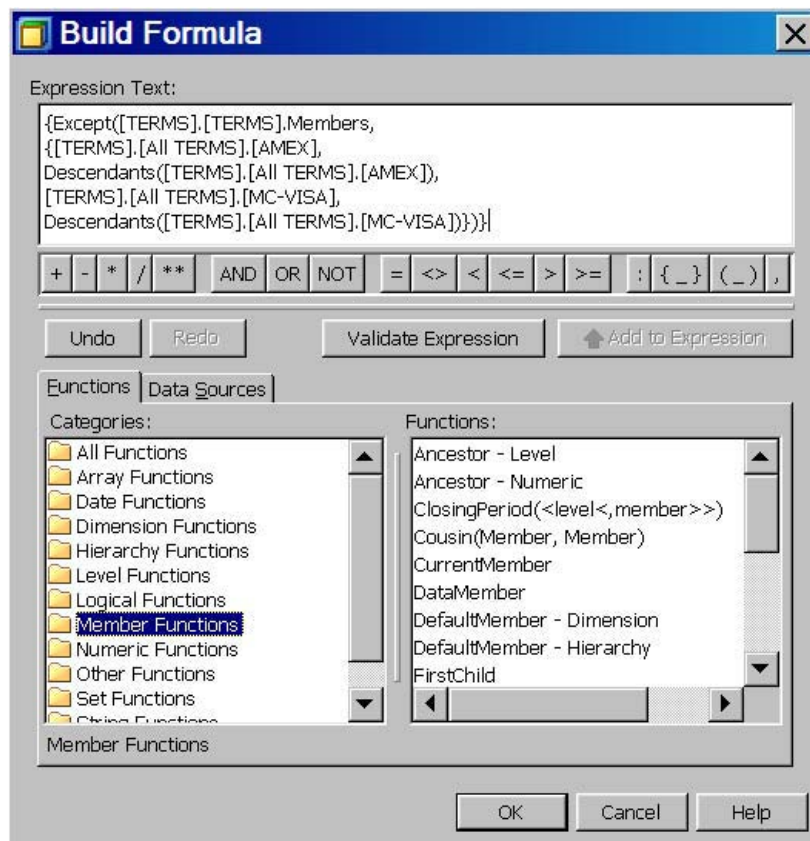 Build Formula
Expression Text:
{Except([TERMS].[TERMS].Members,
{[TERMS].[All TERMS].[AMEX],
Descendants([TERMS].[All TERMS].[AMEX]),
[TERMS].[All TERMS].[MC-VISA],
Descendants([TERMS].[All TERMS].[MC-VISA])})}
+ - * / ** AND OR NOT = <> < <= > >= : {_} (_) ,
Undo Redo Validate Expression Add to Expression
Functions Data Sources
Categories:
All Functions
Array Functions
Date Functions
Dimension Functions
Hierarchy Functions
Level Functions
Logical Functions
Member Functions
Numeric Functions
Other Functions
Set Functions
String Functions
Functions:
Ancestor - Level
Ancestor - Numeric
ClosingPeriod(<level<,member>>)
Cousin(Member, Member)
CurrentMember
DataMember
DefaultMember - Dimension
DefaultMember - Hierarchy
FirstChild
Member Functions
OK Cancel Help